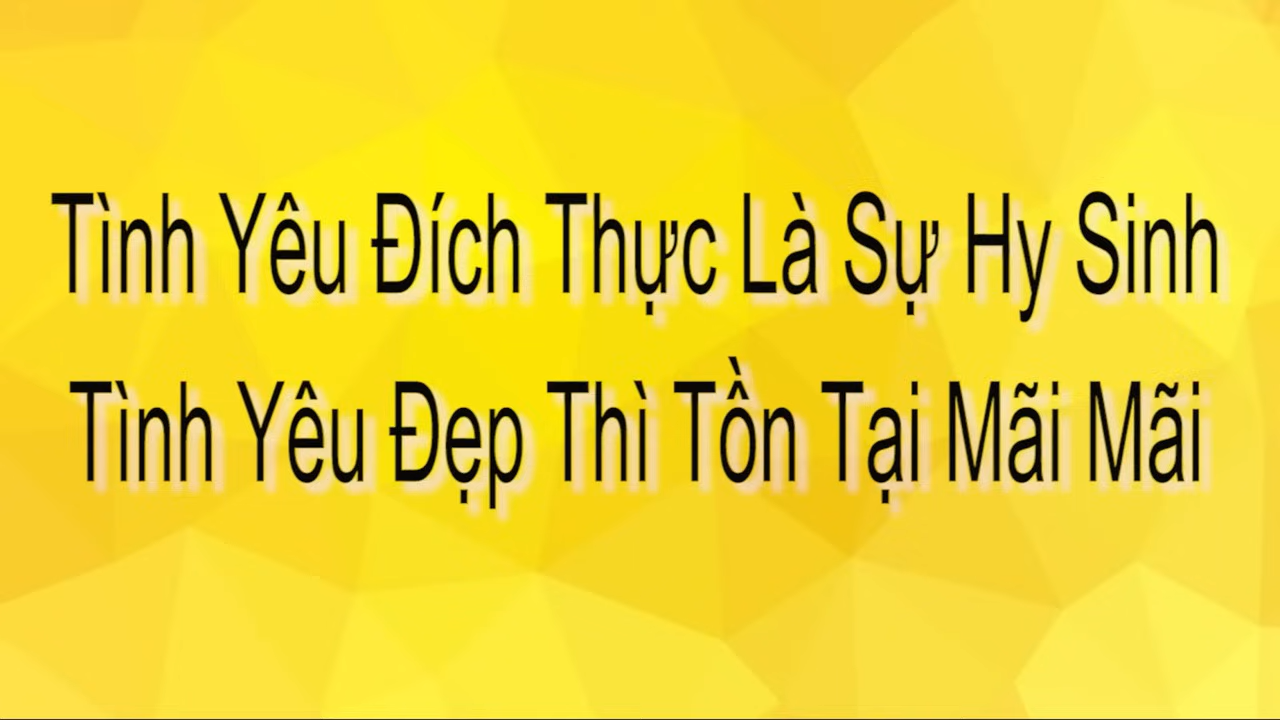 Tình Yêu Đích Thực Là Sự Hy Sinh
Tình Yêu Đẹp Thì Tồn Tại Mãi Mãi